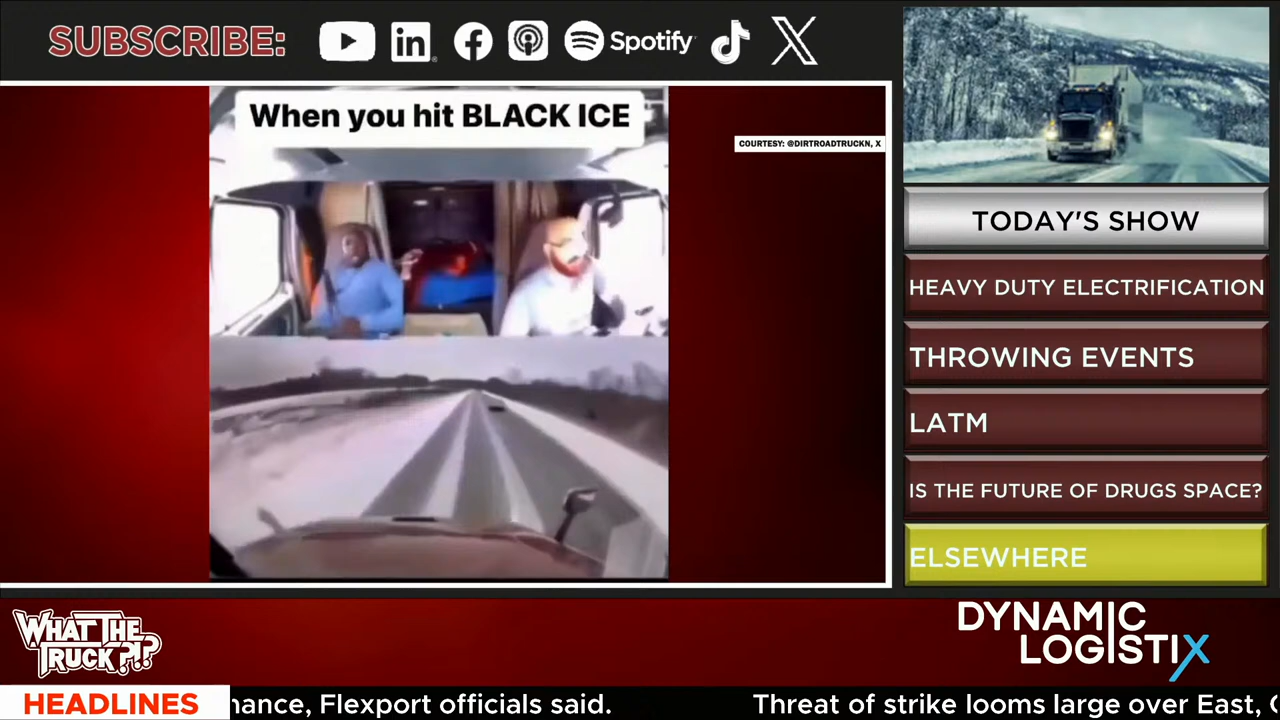 SUBSCRIBE:
Spotify
When you hit BLACK ICE
COURTESY: @DIRTROADTRUCKN, X
TODAY'S SHOW
HEAVY DUTY ELECTRIFICATION
THROWING EVENTS
LATM
IS THE FUTURE OF DRUGS SPACE?
ELSEWHERE
WHAT THE
TRUCK?!?
DYNAMIC
LOGISTIX
HEADLINES
nance, Flexport officials said. Threat of strike looms large over East,